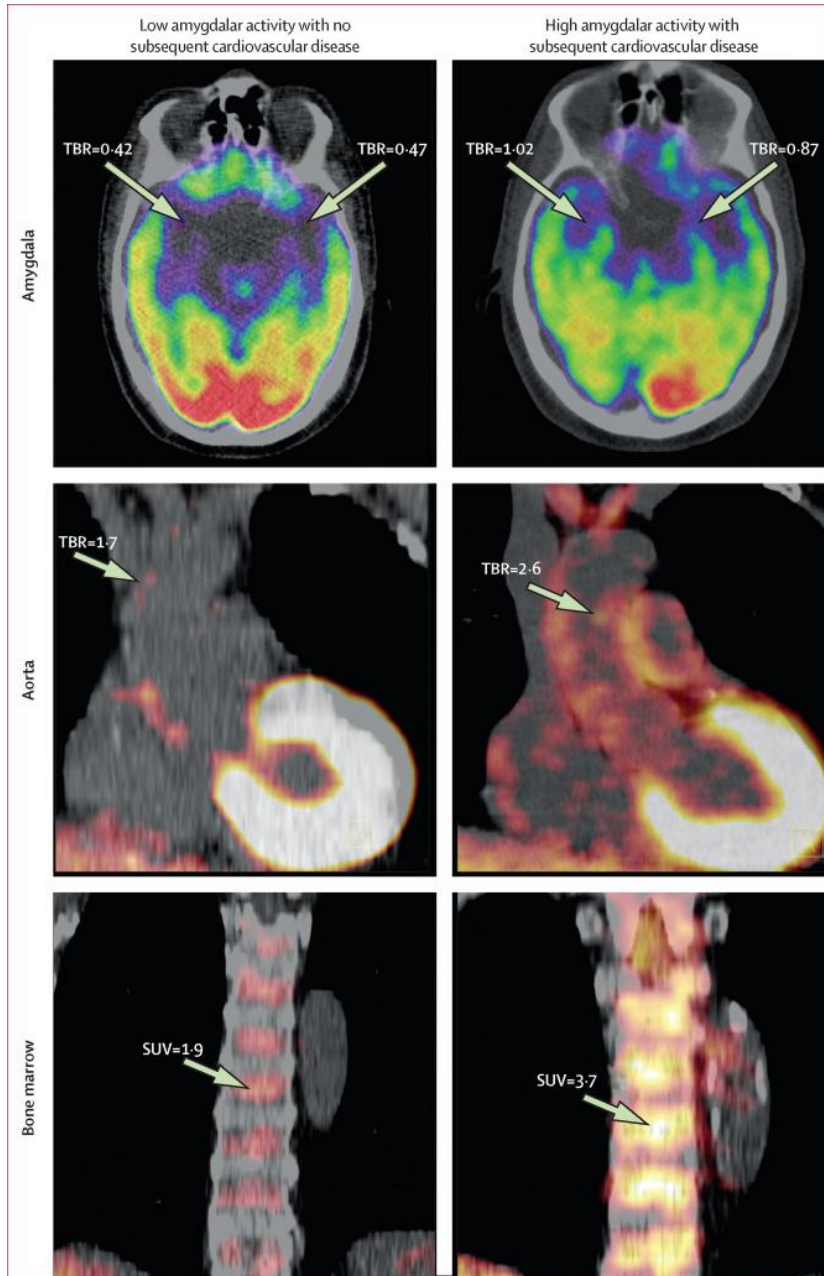 Low amygdalar activity with no
subsequent cardiovascular disease
High amygdalar activity with
subsequent cardiovascular disease
Amygdala
TBR=0·42
TBR=0·47
TBR=1·02
TBR=0·87
Aorta
TBR=1·7
TBR=2·6
Bone marrow
SUV=1·9
SUV=3·7